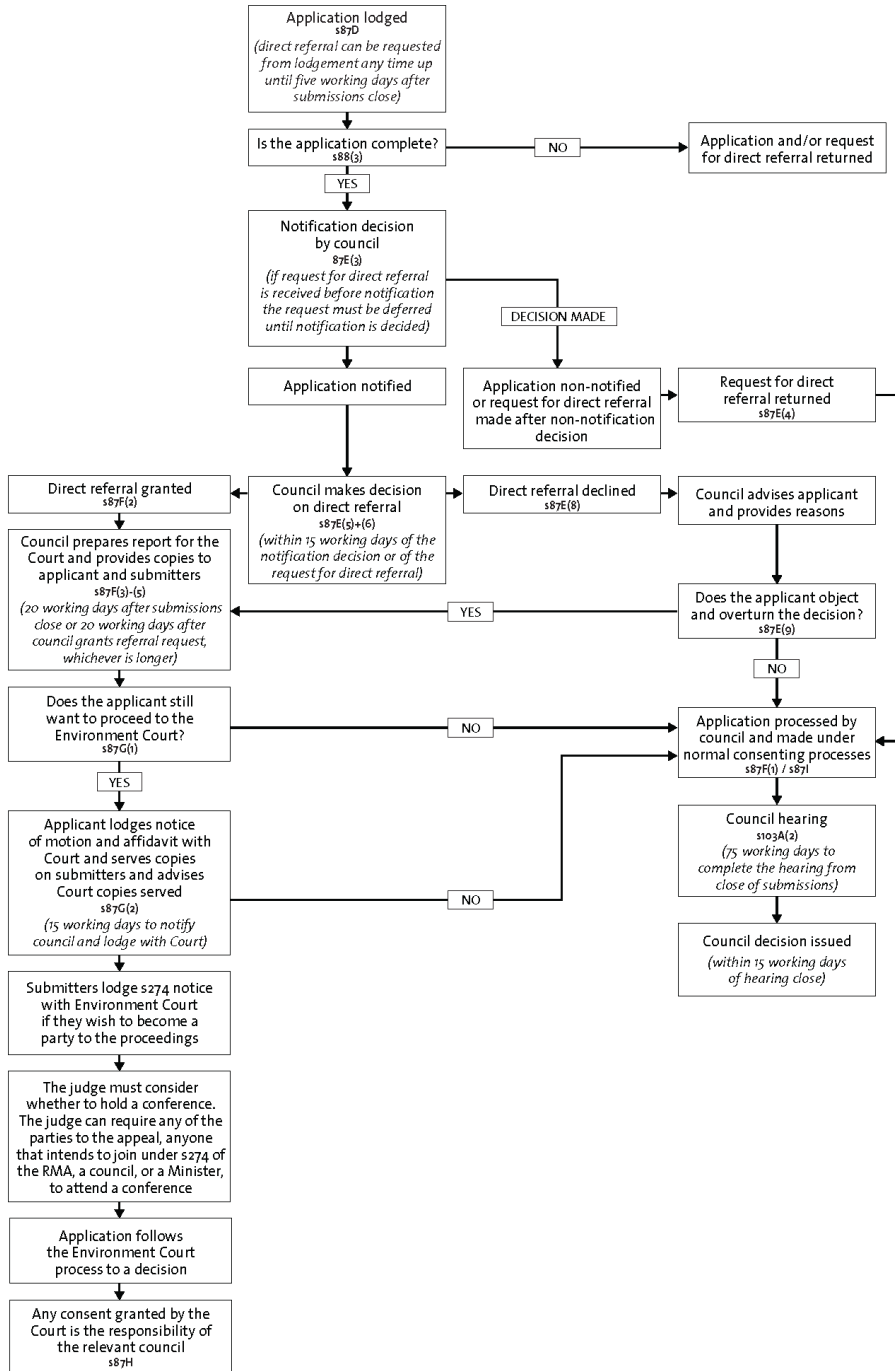 Application lodged
s87D
(direct referral can be requested
from lodgement any time up
until five working days after
submissions close)
Is the application complete?
s88(3)
NO
Application and/or request
for direct referral returned
YES
Notification decision
by council
87E(3)
(if request for direct referral
is received before notification
the request must be deferred
until notification is decided)
DECISION MADE
Application notified
Application non-notified
or request for direct referral
made after non-notification
decision
Request for direct
referral returned
s87E(4)
Direct referral granted
s87F(2)
Council makes decision
on direct referral
s87E(5)+(6)
(within 15 working days of the
notification decision or of the
request for direct referral)
Direct referral declined
s87E(8)
Council advises applicant
and provides reasons
Council prepares report for the
Court and provides copies to
applicant and submitters
s87F(3)-(5)
(20 working days after submissions
close or 20 working days after
council grants referral request,
whichever is longer)
YES
Does the applicant object
and overturn the decision?
s87E(9)
NO
Does the applicant still
want to proceed to the
Environment Court?
s87G(1)
NO
Application processed by
council and made under
normal consenting processes
s87F(1) / s87I
YES
Applicant lodges notice
of motion and affidavit with
Court and serves copies
on submitters and advises
Court copies served
s87G(2)
(15 working days to notify
council and lodge with Court)
NO
Council hearing
s103A(2)
(75 working days to
complete the hearing from
close of submissions)
Council decision issued
(within 15 working days
of hearing close)
Submitters lodge s274 notice
with Environment Court
if they wish to become a
party to the proceedings
The judge must consider
whether to hold a conference.
The judge can require any of the
parties to the appeal, anyone
that intends to join under s274 of
the RMA, a council, or a Minister,
to attend a conference
Application follows
the Environment Court
process to a decision
Any consent granted by the
Court is the responsibility of
the relevant council
s87H